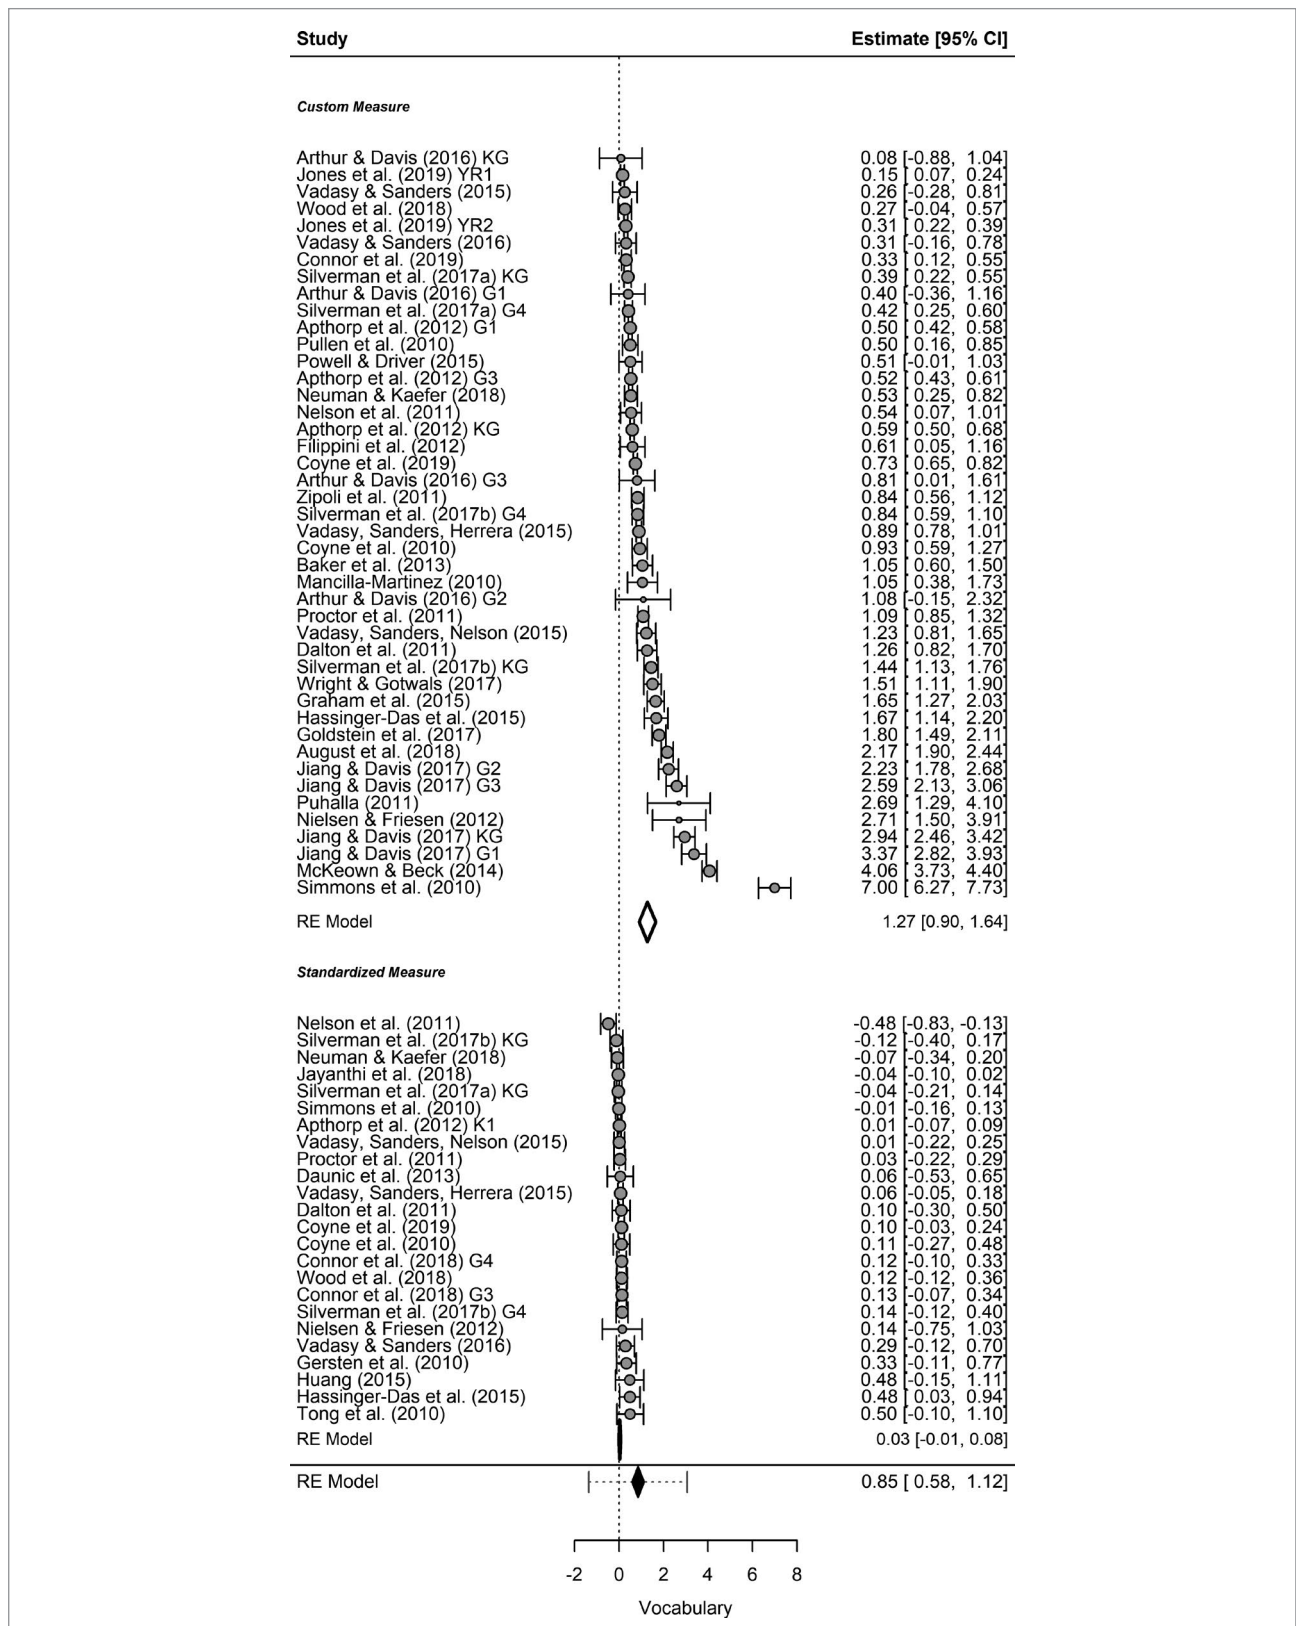 Study Estimate [95% CI]
Custom Measure
Arthur & Davis (2016) KG 0.08 [-0.88, 1.04]
Jones et al. (2019) YR1 0.15 [ 0.07, 0.24]
Vadasy & Sanders (2015) 0.26 [-0.28, 0.81]
Wood et al. (2018) 0.27 [-0.04, 0.57]
Jones et al. (2019) YR2 0.31 [ 0.22, 0.39]
Vadasy & Sanders (2016) 0.31 [-0.16, 0.78]
Connor et al. (2019) 0.33 [ 0.12, 0.55]
Silverman et al. (2017a) KG 0.39 [ 0.22, 0.55]
Arthur & Davis (2016) G1 0.40 [-0.36, 1.16]
Silverman et al. (2017a) G4 0.42 [ 0.25, 0.60]
Apthorp et al. (2012) G1 0.50 [ 0.42, 0.58]
Pullen et al. (2010) 0.50 [ 0.16, 0.85]
Powell & Driver (2015) 0.51 [-0.01, 1.03]
Apthorp et al. (2012) G3 0.52 [ 0.43, 0.61]
Neuman & Kaefer (2018) 0.53 [ 0.25, 0.82]
Nelson et al. (2011) 0.54 [ 0.07, 1.01]
Apthorp et al. (2012) KG 0.59 [ 0.50, 0.68]
Filippini et al. (2012) 0.61 [ 0.05, 1.16]
Coyne et al. (2019) 0.73 [ 0.65, 0.82]
Arthur & Davis (2016) G3 0.81 [ 0.01, 1.61]
Zipoli et al. (2011) 0.84 [ 0.56, 1.12]
Silverman et al. (2017b) G4 0.84 [ 0.59, 1.10]
Vadasy, Sanders, Herrera (2015) 0.89 [ 0.78, 1.01]
Coyne et al. (2010) 0.93 [ 0.59, 1.27]
Baker et al. (2013) 1.05 [ 0.60, 1.50]
Mancilla-Martinez (2010) 1.05 [ 0.38, 1.73]
Arthur & Davis (2016) G2 1.08 [-0.15, 2.32]
Proctor et al. (2011) 1.09 [ 0.85, 1.32]
Vadasy, Sanders, Nelson (2015) 1.23 [ 0.81, 1.65]
Dalton et al. (2011) 1.26 [ 0.82, 1.70]
Silverman et al. (2017b) KG 1.44 [ 1.13, 1.76]
Wright & Gotwals (2017) 1.51 [ 1.11, 1.90]
Graham et al. (2015) 1.65 [ 1.27, 2.03]
Hassinger-Das et al. (2015) 1.67 [ 1.14, 2.20]
Goldstein et al. (2017) 1.80 [ 1.49, 2.11]
August et al. (2018) 2.17 [ 1.90, 2.44]
Jiang & Davis (2017) G2 2.23 [ 1.78, 2.68]
Jiang & Davis (2017) G3 2.59 [ 2.13, 3.06]
Puhalla (2011) 2.69 [ 1.29, 4.10]
Nielsen & Friesen (2012) 2.71 [ 1.50, 3.91]
Jiang & Davis (2017) KG 2.94 [ 2.46, 3.42]
Jiang & Davis (2017) G1 3.37 [ 2.82, 3.93]
McKeown & Beck (2014) 4.06 [ 3.73, 4.40]
Simmons et al. (2010) 7.00 [ 6.27, 7.73]
RE Model 1.27 [0.90, 1.64]
Standardized Measure
Nelson et al. (2011) -0.48 [-0.83, -0.13]
Silverman et al. (2017b) KG -0.12 [-0.40, 0.17]
Neuman & Kaefer (2018) -0.07 [-0.34, 0.20]
Jayanthi et al. (2018) -0.04 [-0.10, 0.02]
Silverman et al. (2017a) KG -0.04 [-0.21, 0.14]
Simmons et al. (2010) -0.01 [-0.16, 0.13]
Apthorp et al. (2012) K1 0.01 [-0.07, 0.09]
Vadasy, Sanders, Nelson (2015) 0.01 [-0.22, 0.25]
Proctor et al. (2011) 0.03 [-0.22, 0.29]
Daunic et al. (2013) 0.06 [-0.53, 0.65]
Vadasy, Sanders, Herrera (2015) 0.06 [-0.05, 0.18]
Dalton et al. (2011) 0.10 [-0.30, 0.50]
Coyne et al. (2019) 0.10 [-0.03, 0.24]
Coyne et al. (2010) 0.11 [-0.27, 0.48]
Connor et al. (2018) G4 0.12 [-0.10, 0.33]
Wood et al. (2018) 0.12 [-0.12, 0.36]
Connor et al. (2018) G3 0.13 [-0.07, 0.34]
Silverman et al. (2017b) G4 0.14 [-0.12, 0.40]
Nielsen & Friesen (2012) 0.14 [-0.75, 1.03]
Vadasy & Sanders (2016) 0.29 [-0.12, 0.70]
Gersten et al. (2010) 0.33 [-0.11, 0.77]
Huang (2015) 0.48 [-0.15, 1.11]
Hassinger-Das et al. (2015) 0.48 [ 0.03, 0.94]
Tong et al. (2010) 0.50 [-0.10, 1.10]
RE Model 0.03 [-0.01, 0.08]
RE Model 0.85 [ 0.58, 1.12]
-2 0 2 4 6 8
Vocabulary